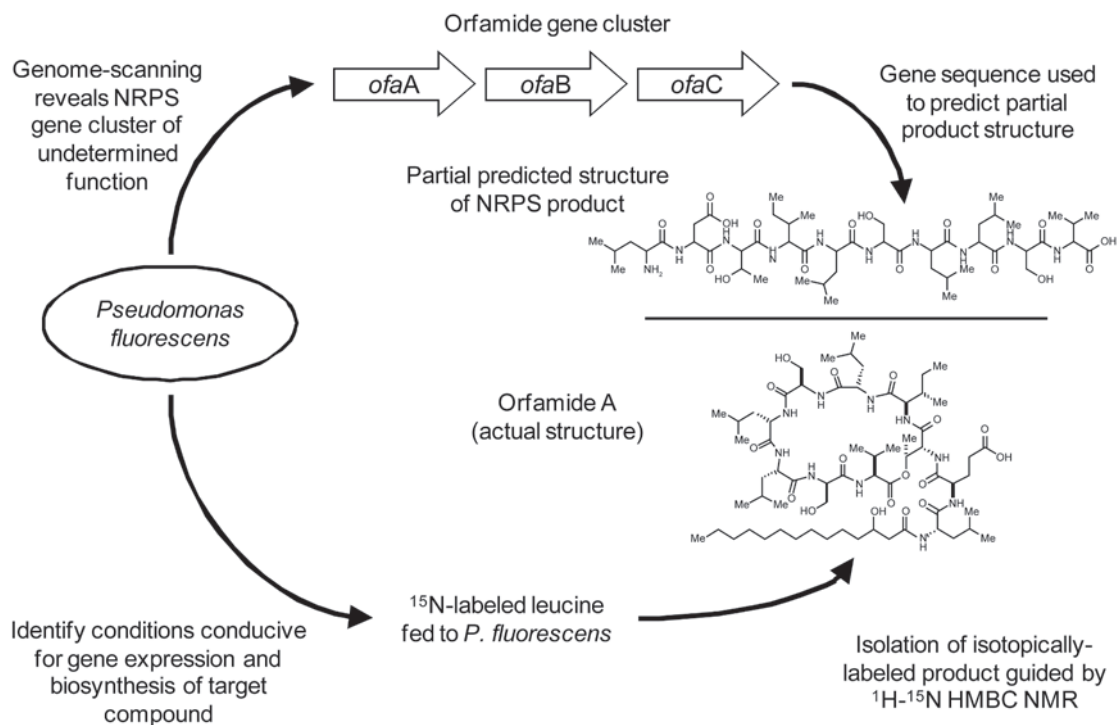 Orfamide gene cluster
Genome-scanning
reveals NRPS
gene cluster of
undetermined
function
ofaA
ofaB
ofaC
Gene sequence used
to predict partial
product structure
Partial predicted structure
of NRPS product
Pseudomonas
fluorescens
Orfamide A
(actual structure)
Identify conditions conducive
for gene expression and
biosynthesis of target
compound
¹⁵N-labeled leucine
fed to P. fluorescens
Isolation of isotopically-
labeled product guided by
¹H-¹⁵N HMBC NMR